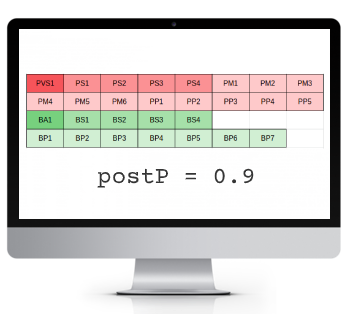 PVS1 PS1 PS2 PS3 PS4 PM1 PM2 PM3
PM4 PM5 PM6 PP1 PP2 PP3 PP4 PP5
BA1 BS1 BS2 BS3 BS4
BP1 BP2 BP3 BP4 BP5 BP6 BP7
postP = 0.9